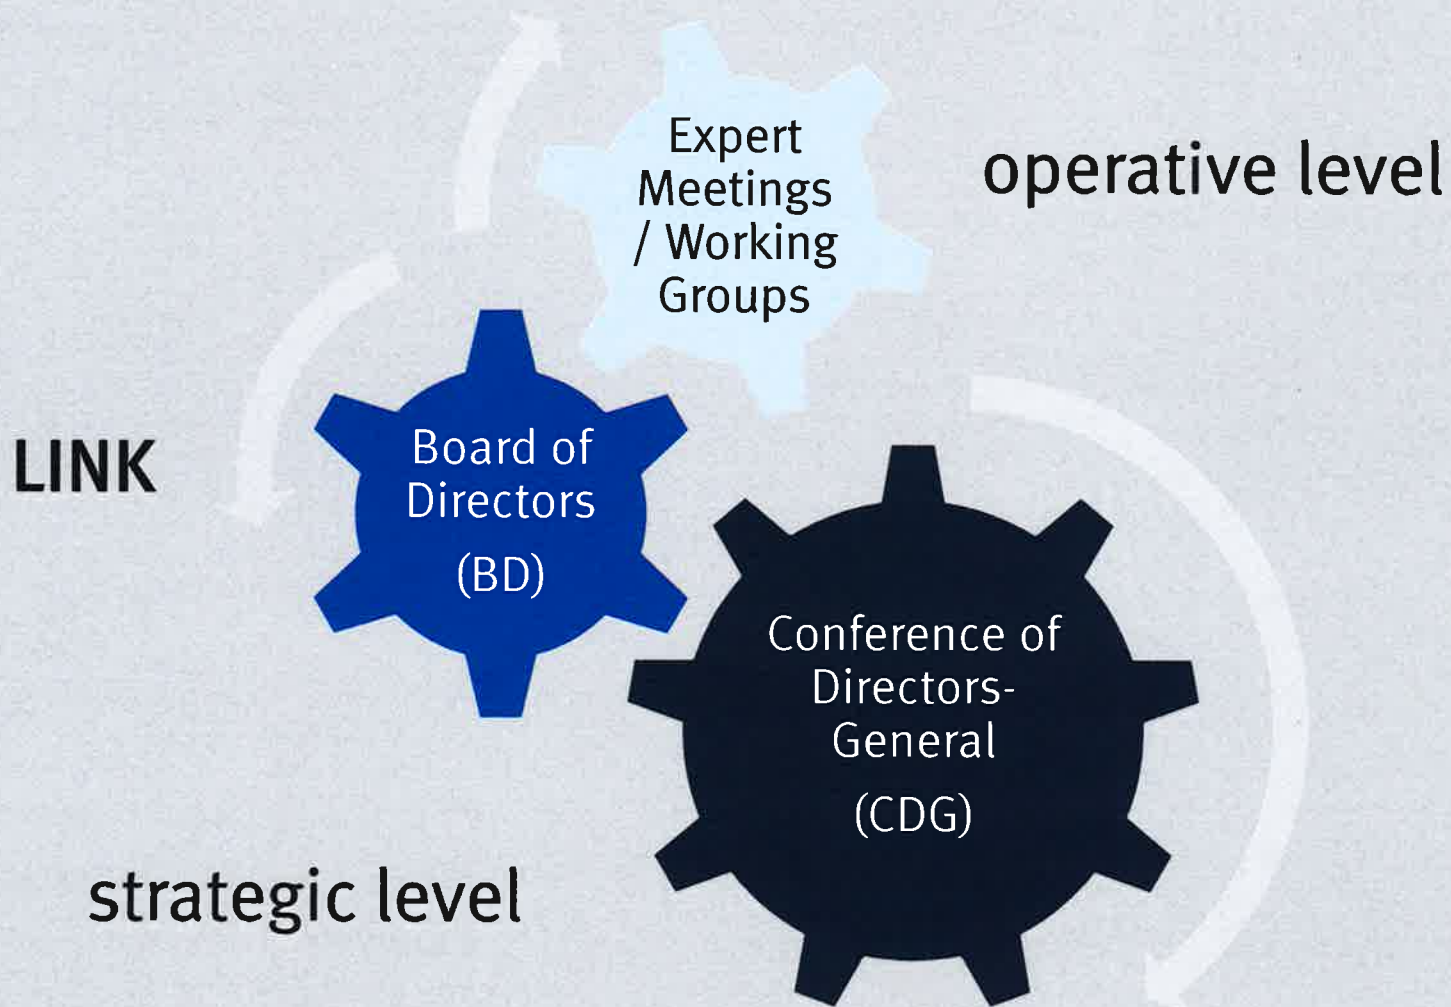 Expert
Meetings
/ Working
Groups
operative level
LINK
Board of
Directors
(BD)
Conference of
Directors-
General
(CDG)
strategic level